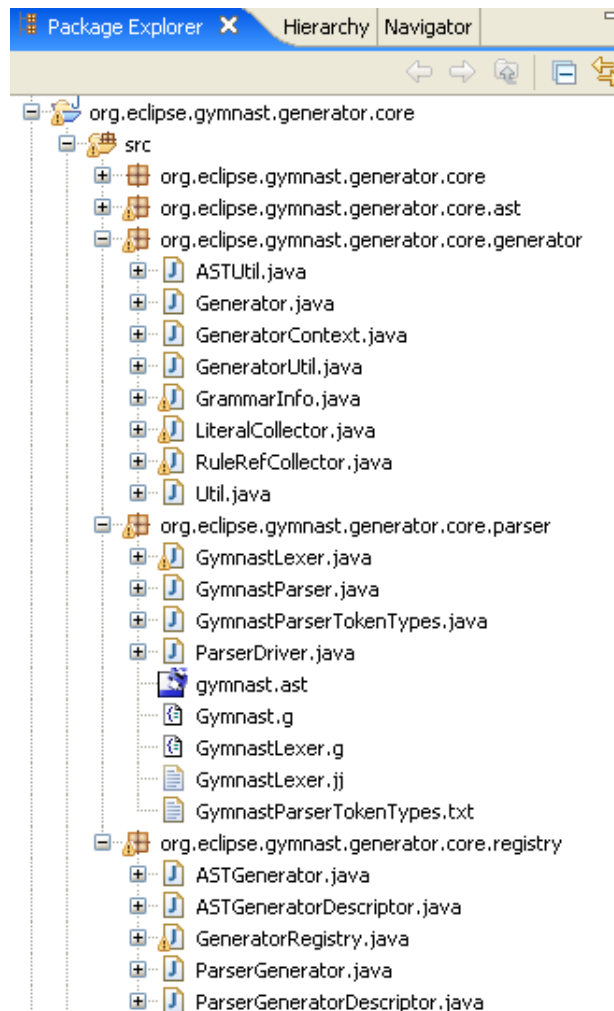 Package Explorer Hierarchy Navigator
org.eclipse.gymnast.generator.core
src
org.eclipse.gymnast.generator.core
org.eclipse.gymnast.generator.core.ast
org.eclipse.gymnast.generator.core.generator
ASTUtil.java
Generator.java
GeneratorContext.java
GeneratorUtil.java
GrammarInfo.java
LiteralCollector.java
RuleRefCollector.java
Util.java
org.eclipse.gymnast.generator.core.parser
GymnastLexer.java
GymnastParser.java
GymnastParserTokenTypes.java
ParserDriver.java
gymnast.ast
Gymnast.g
GymnastLexer.g
GymnastLexer.jj
GymnastParserTokenTypes.txt
org.eclipse.gymnast.generator.core.registry
ASTGenerator.java
ASTGeneratorDescriptor.java
GeneratorRegistry.java
ParserGenerator.java
ParserGeneratorDescriptor.java